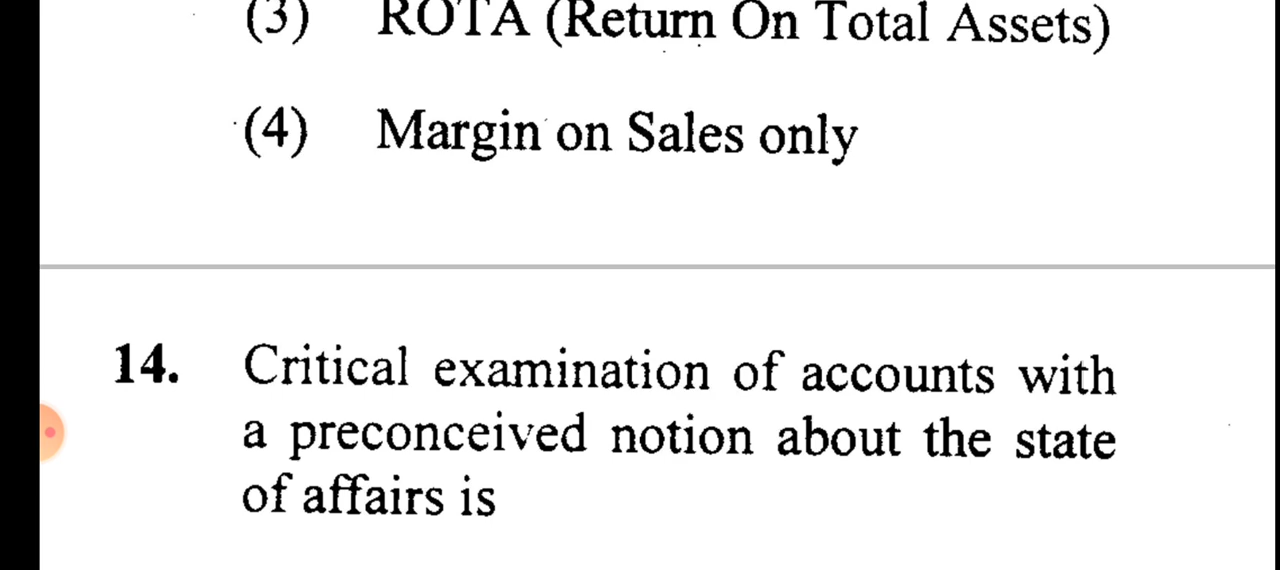 (3) ROTA (Return On Total Assets)
(4) Margin on Sales only
14. Critical examination of accounts with
a preconceived notion about the state
of affairs is